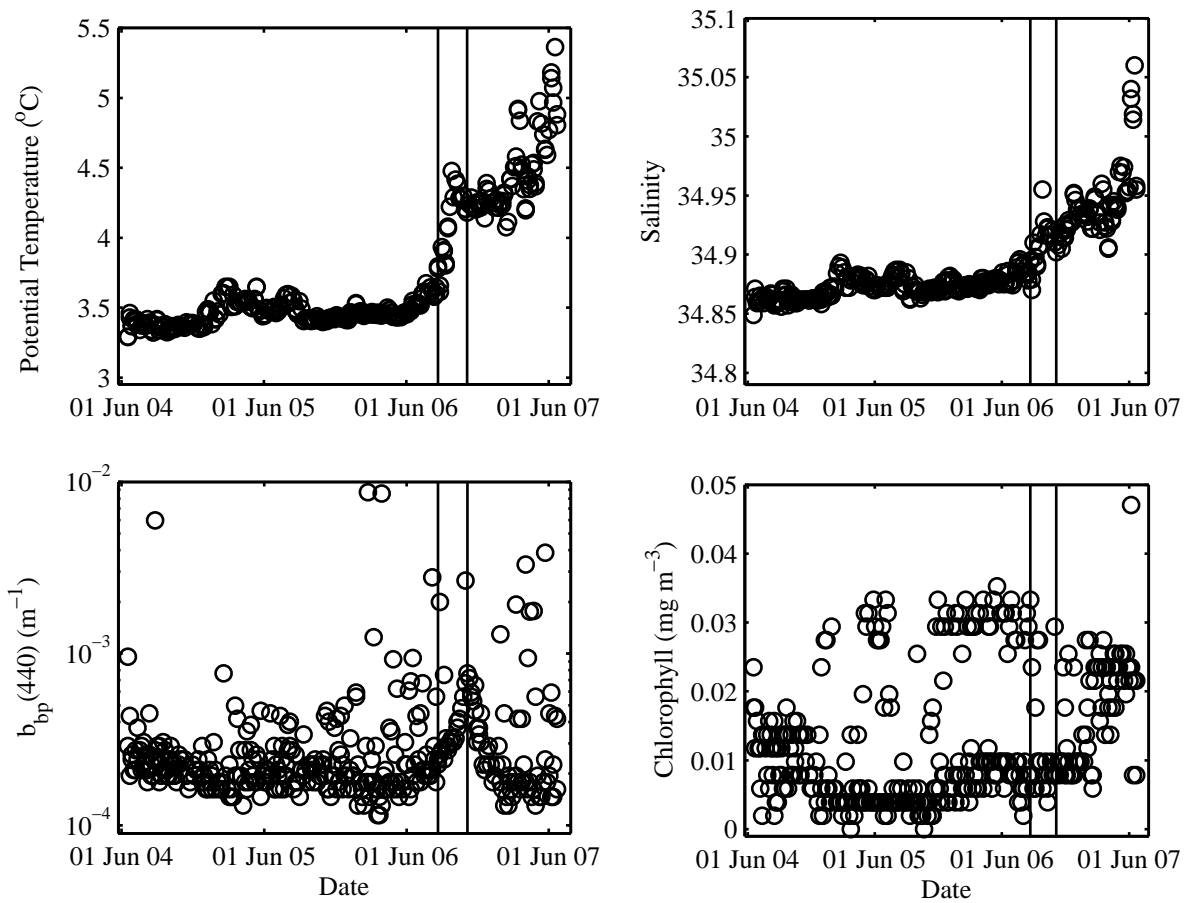 5.5
5
4.5
4
3.5
3
Potential Temperature (ºC)
01 Jun 04 01 Jun 05 01 Jun 06 01 Jun 07
35.1
35.05
35
34.95
34.9
34.85
34.8
Salinity
01 Jun 04 01 Jun 05 01 Jun 06 01 Jun 07
10−2
10−3
10−4
bbp(440) (m−1)
01 Jun 04 01 Jun 05 01 Jun 06 01 Jun 07
Date
0.05
0.04
0.03
0.02
0.01
0
Chlorophyll (mg m−3)
01 Jun 04 01 Jun 05 01 Jun 06 01 Jun 07
Date